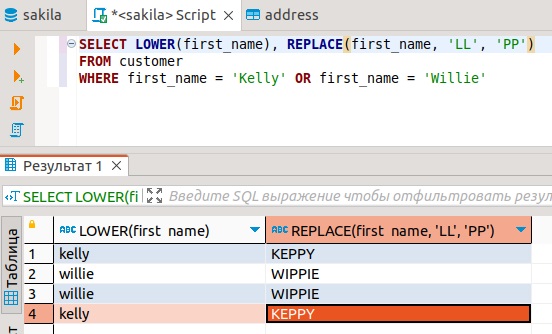 sakila
*<sakila> Script
address
SELECT LOWER(first_name), REPLACE(first_name, 'LL', 'PP')
FROM customer
WHERE first_name = 'Kelly' OR first_name = 'Willie'
Результат 1
SELECT LOWER(fi
Введите SQL выражение чтобы отфильтровать резул
Таблица
ABC LOWER(first_name)
ABC REPLACE(first_name, 'LL', 'PP')
1 kelly KEPPY
2 willie WIPPIE
3 willie WIPPIE
4 kelly KEPPY